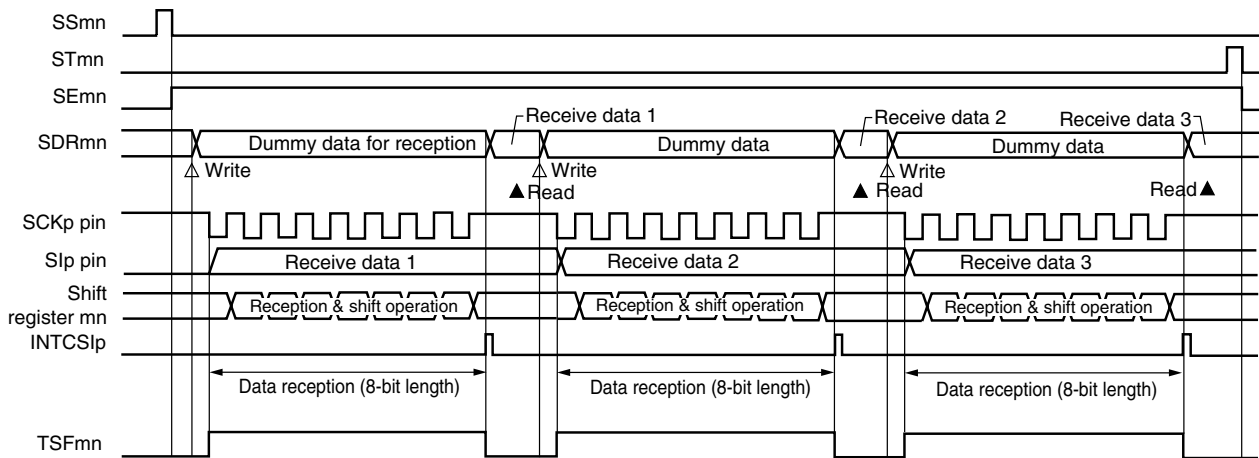 SSmn
STmn
SEmn
Receive data 1
Receive data 2
Receive data 3
SDRmn
Dummy data for reception
Dummy data
Dummy data
Write
Write
Write
Read
Read
Read
SCKp pin
SIp pin
Receive data 1
Receive data 2
Receive data 3
Shift
register mn
Reception & shift operation
Reception & shift operation
Reception & shift operation
INTCSIp
Data reception (8-bit length)
Data reception (8-bit length)
Data reception (8-bit length)
TSFmn